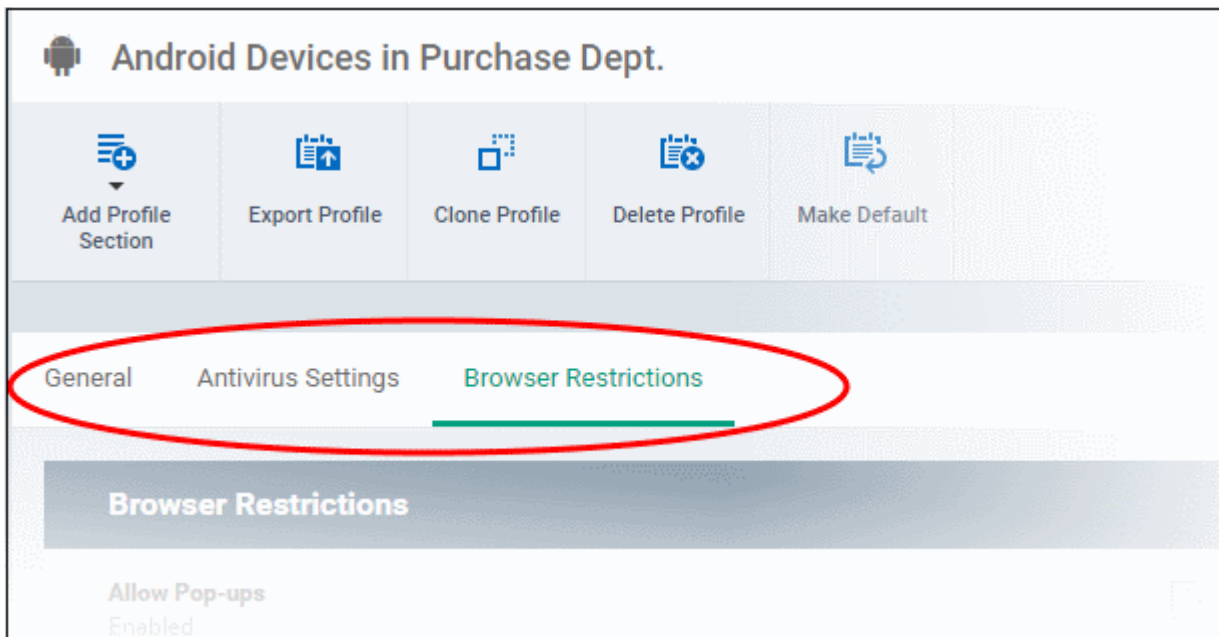 Android Devices in Purchase Dept.
Add Profile
Section
Export Profile
Clone Profile
Delete Profile
Make Default
General
Antivirus Settings
Browser Restrictions
Browser Restrictions
Allow Pop-ups
Enabled